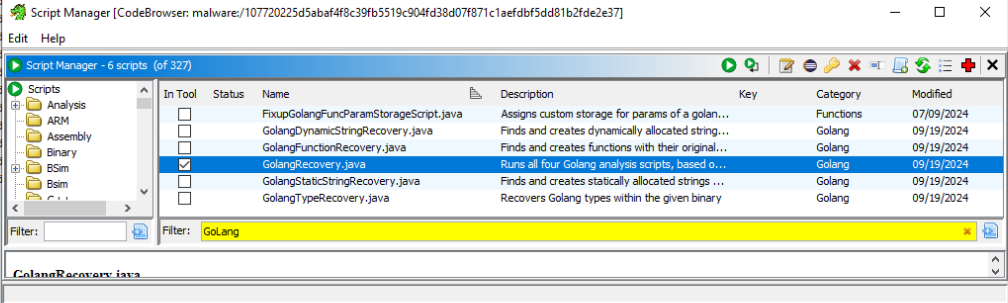 Script Manager [CodeBrowser: malware:/107720225d5abaf4f8c39fb5519c904fd38d07f871c1aefdbf5dd81b2fde2e37]
Edit Help
Script Manager - 6 scripts (of 327)
Scripts
Analysis
ARM
Assembly
Binary
BSim
Bsim
In Tool Status Name Description Key Category Modified
FixupGolangFuncParamStorageScript.java Assigns custom storage for params of a golan... Functions 07/09/2024
GolangDynamicStringRecovery.java Finds and creates dynamically allocated string... Golang 09/19/2024
GolangFunctionRecovery.java Finds and creates functions with their original... Golang 09/19/2024
GolangRecovery.java Runs all four Golang analysis scripts, based o... Golang 09/19/2024
GolangStaticStringRecovery.java Finds and creates statically allocated strings ... Golang 09/19/2024
GolangTypeRecovery.java Recovers Golang types within the given binary Golang 09/19/2024
Filter: Filter: GoLang
GolangRecovery.java